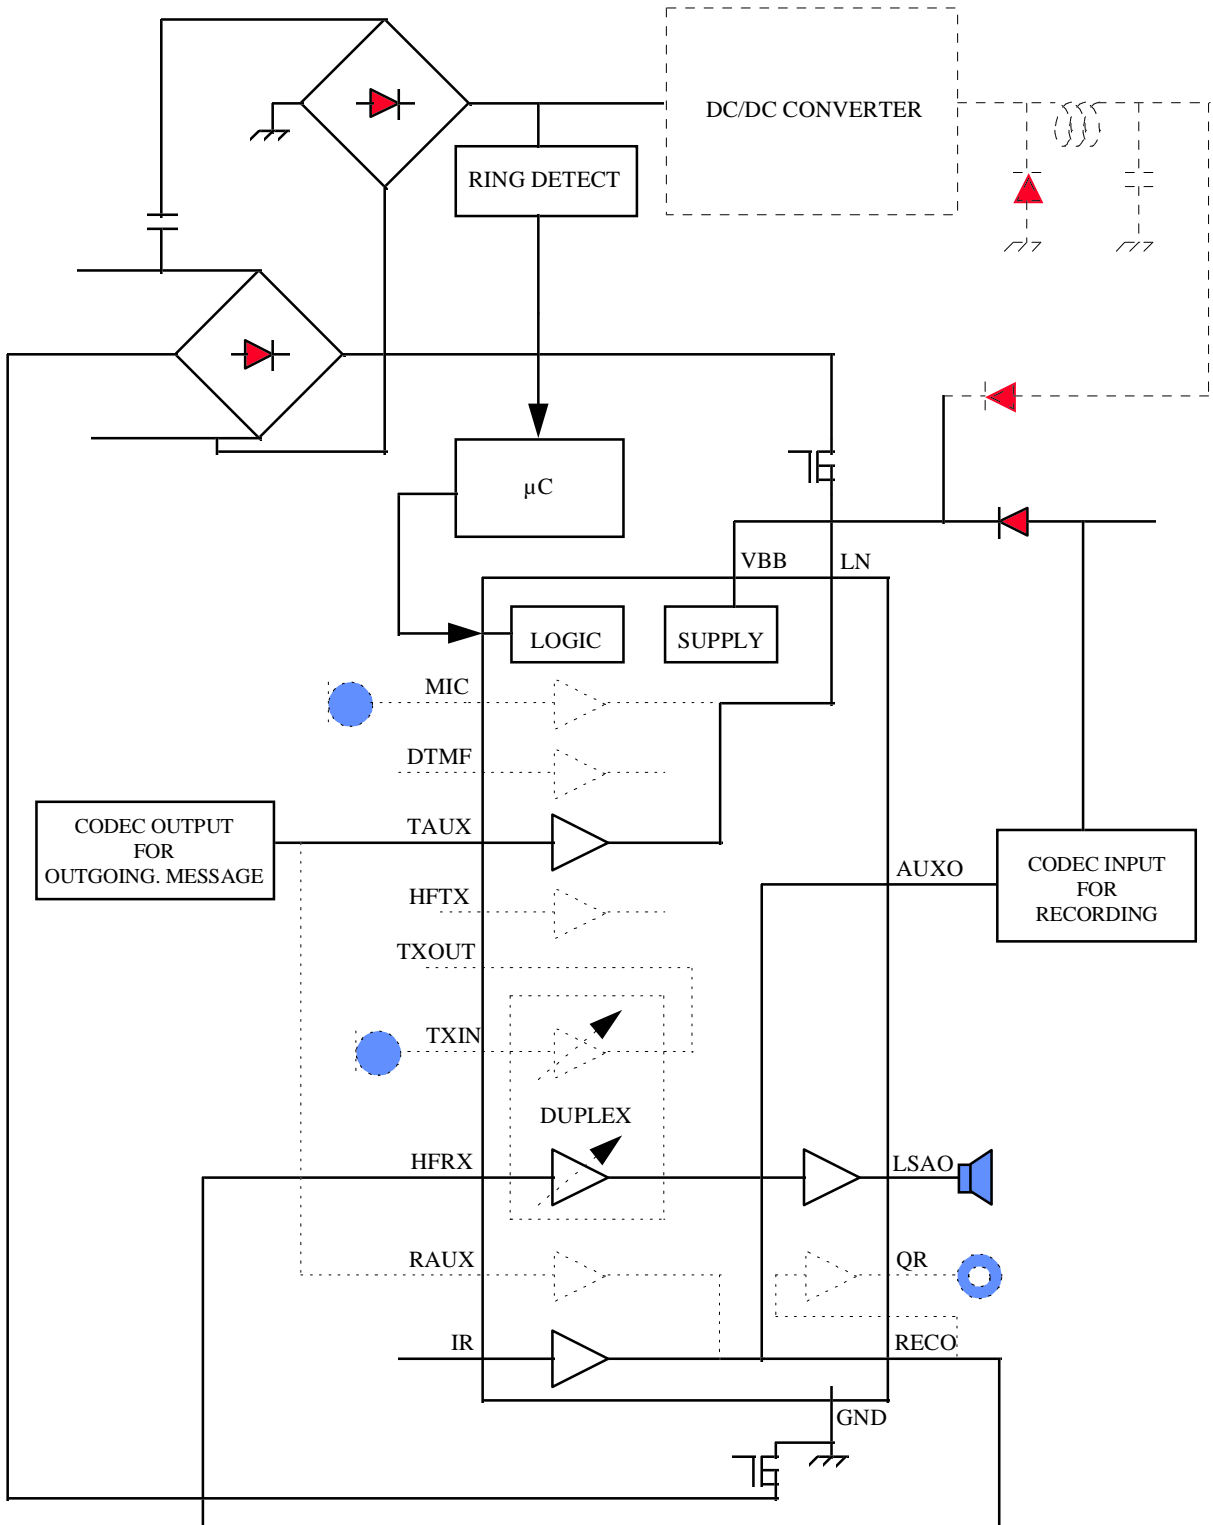 DC/DC CONVERTER
RING DETECT
µC
VBB
LN
LOGIC
SUPPLY
MIC
DTMF
CODEC OUTPUT
FOR
OUTGOING. MESSAGE
TAUX
AUXO
CODEC INPUT
FOR
RECORDING
HFTX
TXOUT
TXIN
DUPLEX
HFRX
LSAO
RAUX
QR
IR
RECO
GND